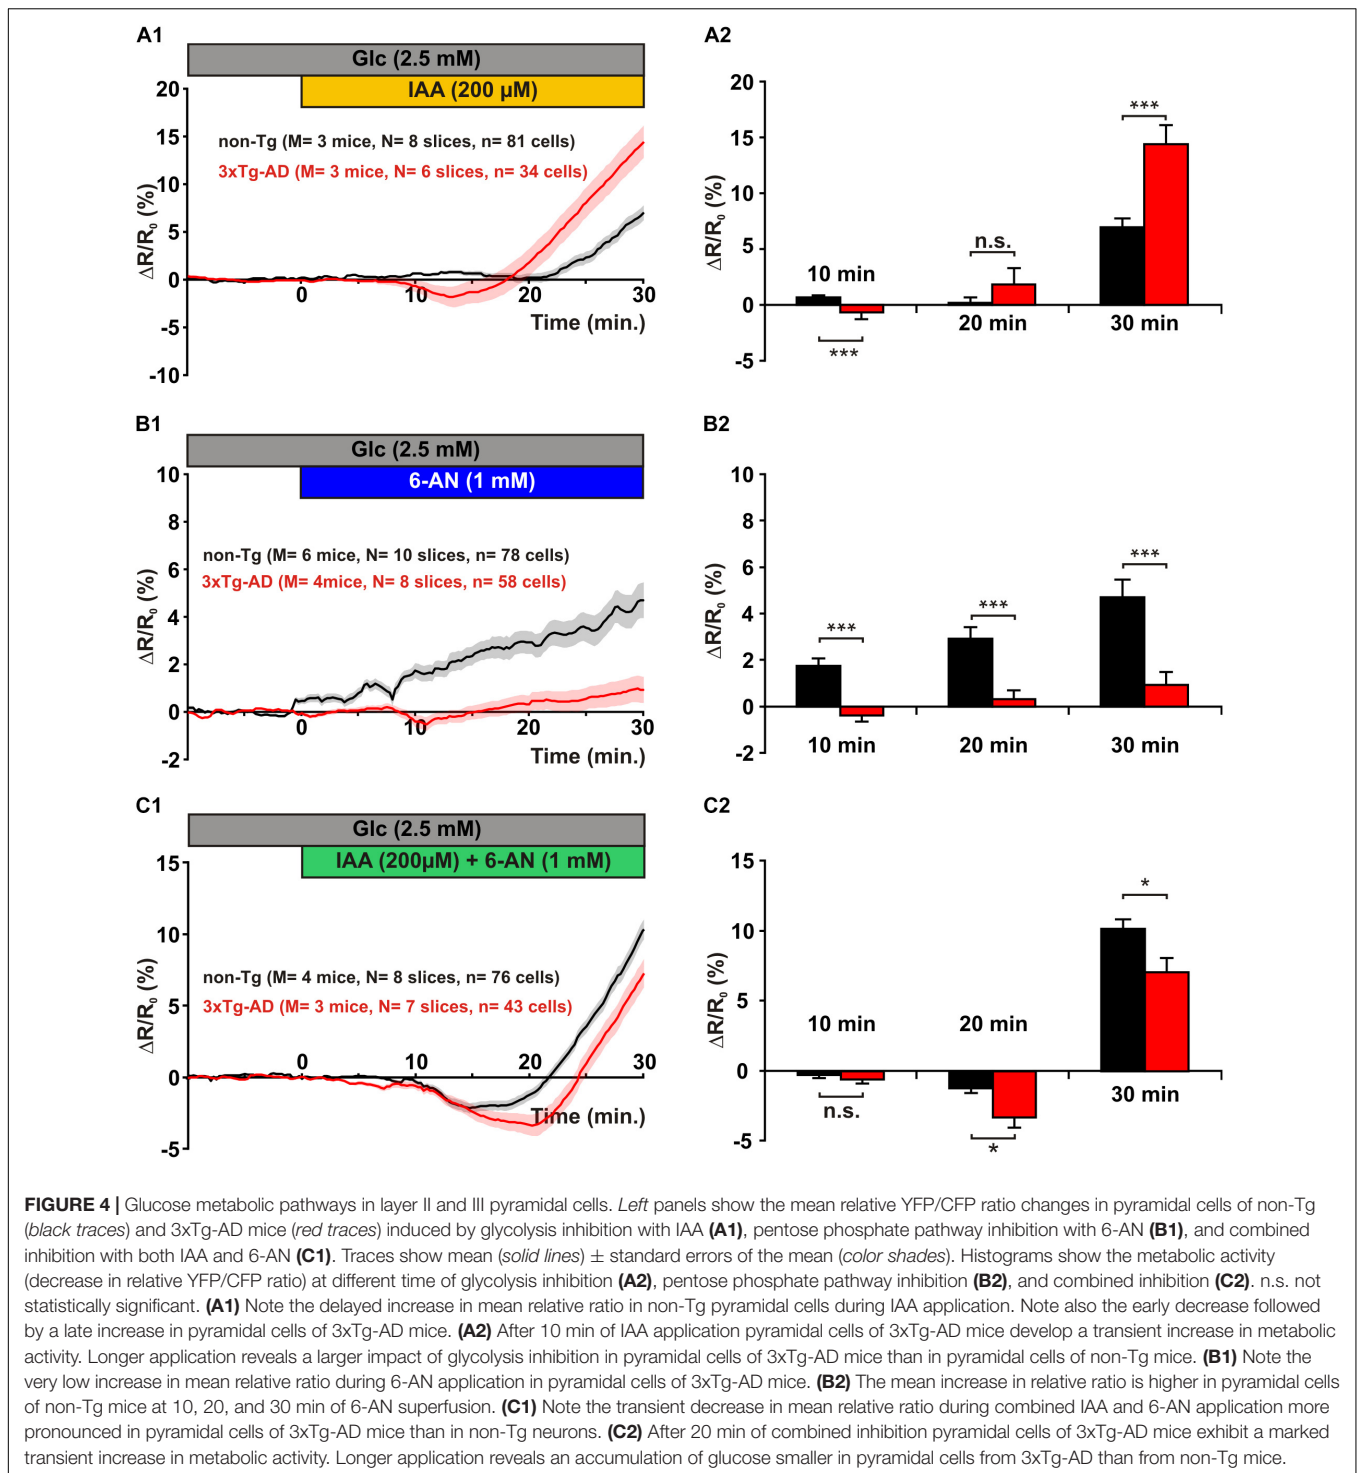 A1
Glc (2.5 mM)
IAA (200 µM)
20
15
10
5
0
-5
-10
ΔR/R₀ (%)
non-Tg (M= 3 mice, N= 8 slices, n= 81 cells)
3xTg-AD (M= 3 mice, N= 6 slices, n= 34 cells)
0
10
20
30
Time (min.)
A2
20
15
10
5
0
-5
ΔR/R₀ (%)
10 min
***
n.s.
20 min
***
30 min
B1
Glc (2.5 mM)
6-AN (1 mM)
10
8
6
4
2
0
-2
ΔR/R₀ (%)
non-Tg (M= 6 mice, N= 10 slices, n= 78 cells)
3xTg-AD (M= 4mice, N= 8 slices, n= 58 cells)
0
10
20
30
Time (min.)
B2
10
8
6
4
2
0
-2
ΔR/R₀ (%)
***
***
***
10 min
20 min
30 min
C1
Glc (2.5 mM)
IAA (200µM) + 6-AN (1 mM)
15
10
5
0
-5
ΔR/R₀ (%)
non-Tg (M= 4 mice, N= 8 slices, n= 76 cells)
3xTg-AD (M= 3 mice, N= 7 slices, n= 43 cells)
0
10
20
30
Time (min.)
C2
15
10
5
0
-5
ΔR/R₀ (%)
10 min
20 min
*
n.s.
*
30 min
FIGURE 4 | Glucose metabolic pathways in layer II and III pyramidal cells. Left panels show the mean relative YFP/CFP ratio changes in pyramidal cells of non-Tg
(black traces) and 3xTg-AD mice (red traces) induced by glycolysis inhibition with IAA (A1), pentose phosphate pathway inhibition with 6-AN (B1), and combined
inhibition with both IAA and 6-AN (C1). Traces show mean (solid lines) ± standard errors of the mean (color shades). Histograms show the metabolic activity
(decrease in relative YFP/CFP ratio) at different time of glycolysis inhibition (A2), pentose phosphate pathway inhibition (B2), and combined inhibition (C2). n.s. not
statistically significant. (A1) Note the delayed increase in mean relative ratio in non-Tg pyramidal cells during IAA application. Note also the early decrease followed
by a late increase in pyramidal cells of 3xTg-AD mice. (A2) After 10 min of IAA application pyramidal cells of 3xTg-AD mice develop a transient increase in metabolic
activity. Longer application reveals a larger impact of glycolysis inhibition in pyramidal cells of 3xTg-AD mice than in pyramidal cells of non-Tg mice. (B1) Note the
very low increase in mean relative ratio during 6-AN application in pyramidal cells of 3xTg-AD mice. (B2) The mean increase in relative ratio is higher in pyramidal cells
of non-Tg mice at 10, 20, and 30 min of 6-AN superfusion. (C1) Note the transient decrease in mean relative ratio during combined IAA and 6-AN application more
pronounced in pyramidal cells of 3xTg-AD mice than in non-Tg neurons. (C2) After 20 min of combined inhibition pyramidal cells of 3xTg-AD mice exhibit a marked
transient increase in metabolic activity. Longer application reveals an accumulation of glucose smaller in pyramidal cells from 3xTg-AD than from non-Tg mice.